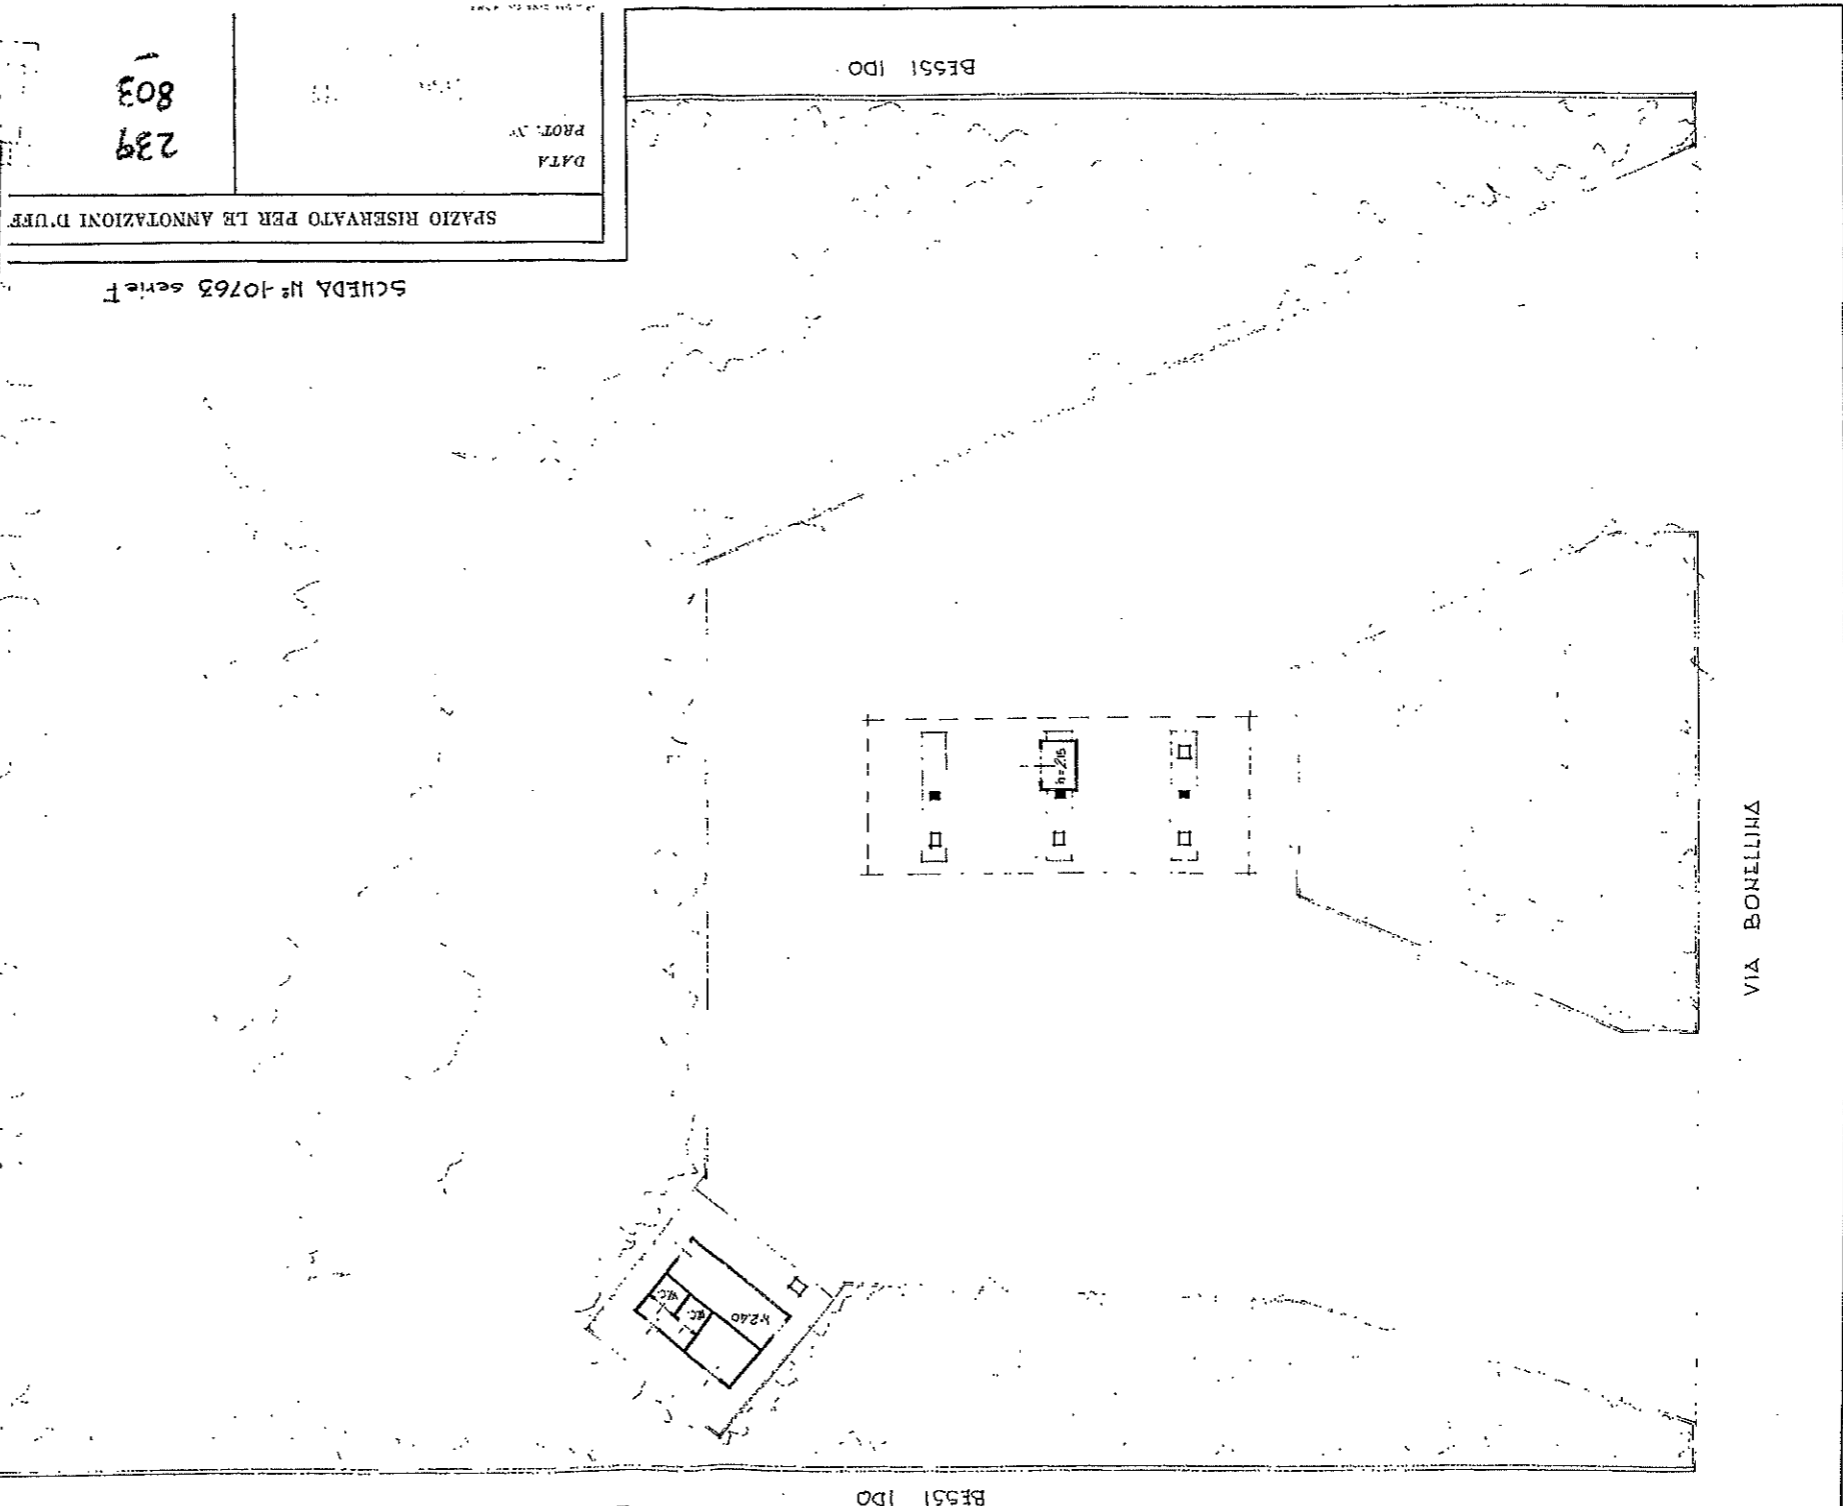 BESSI IDO
SCHEDA N° 10763 serie F
SPAZIO RISERVATO PER LE ANNOTAZIONI D'UFF
DATA
PROT. N°
239
803
VIA BONELLINA
h=2.15
W.C.
W.C.
h=2.40
BESSI IDO